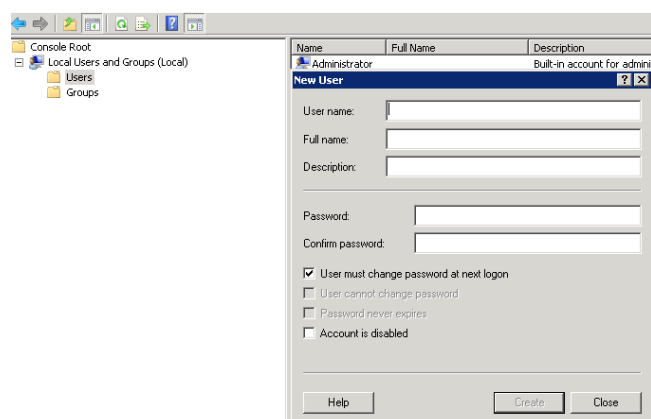 Console Root
Local Users and Groups (Local)
Users
Groups
Name Full Name Description
Administrator Built-in account for admini
New User
User name:
Full name:
Description:
Password:
Confirm password:
User must change password at next logon
User cannot change password
Password never expires
Account is disabled
Help Create Close